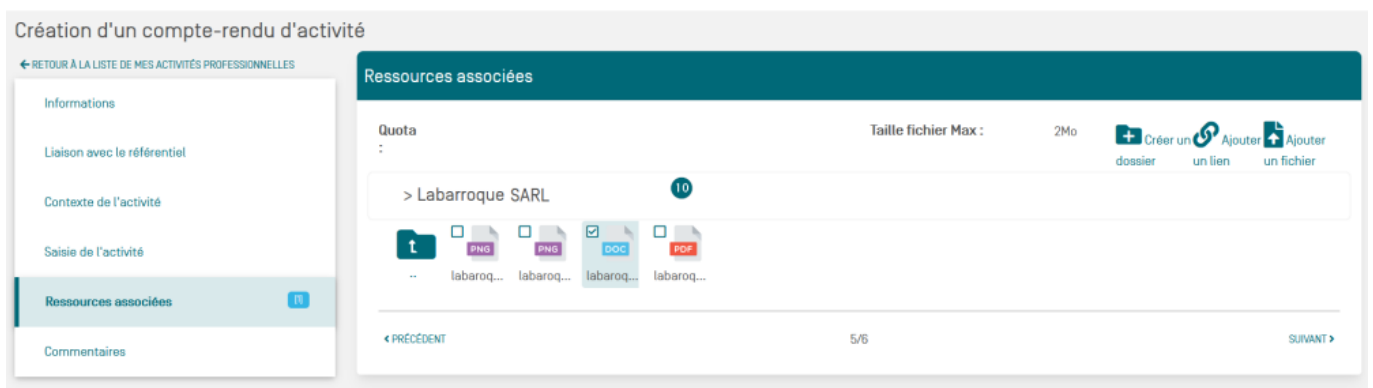 Création d'un compte-rendu d'activité
RETOUR À LA LISTE DE MES ACTIVITÉS PROFESSIONNELLES
Informations
Liaison avec le référentiel
Contexte de l'activité
Saisie de l'activité
Ressources associées
Commentaires
Ressources associées
Quota
:
Taille fichier Max :
2Mo
Créer un dossier
Ajouter un lien
Ajouter un fichier
> Labarroque SARL
10
PNG
PNG
DOC
PDF
..
labaroq...
labaroq...
labaroq...
labaroq...
PRÉCÉDENT
5/6
SUIVANT